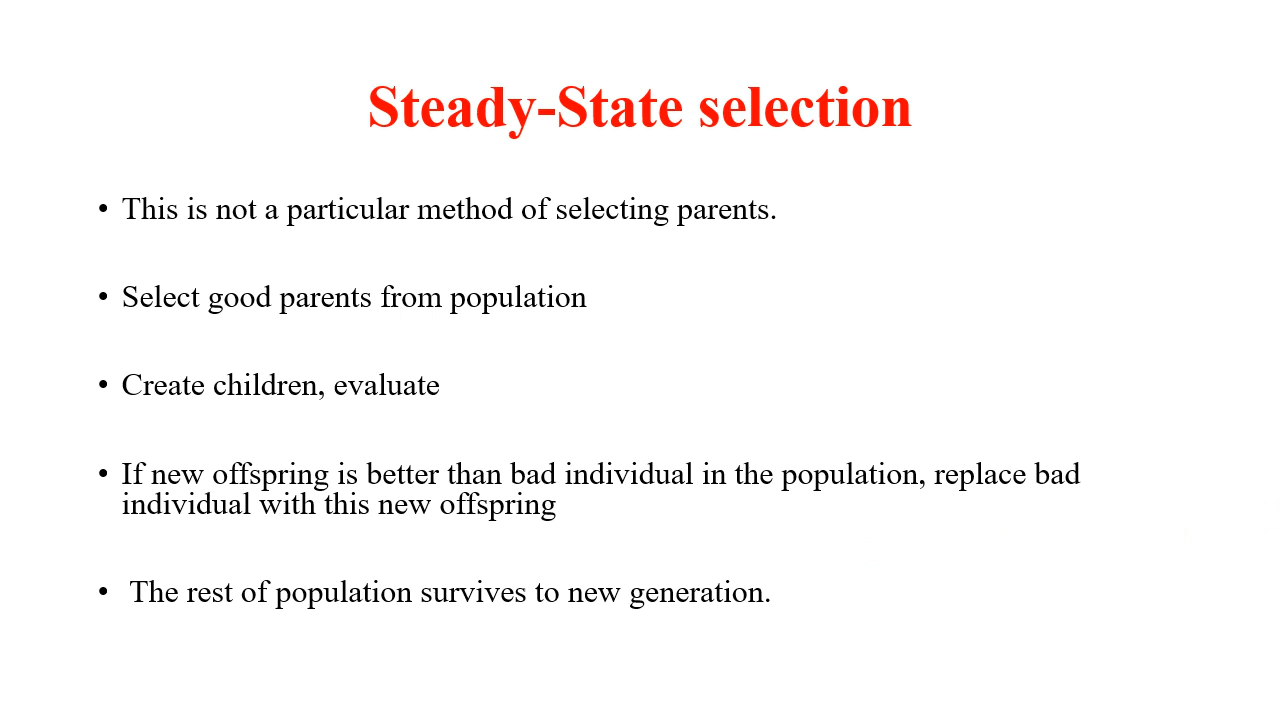 Steady-State selection
• This is not a particular method of selecting parents.
• Select good parents from population
• Create children, evaluate
• If new offspring is better than bad individual in the population, replace bad
individual with this new offspring
• The rest of population survives to new generation.